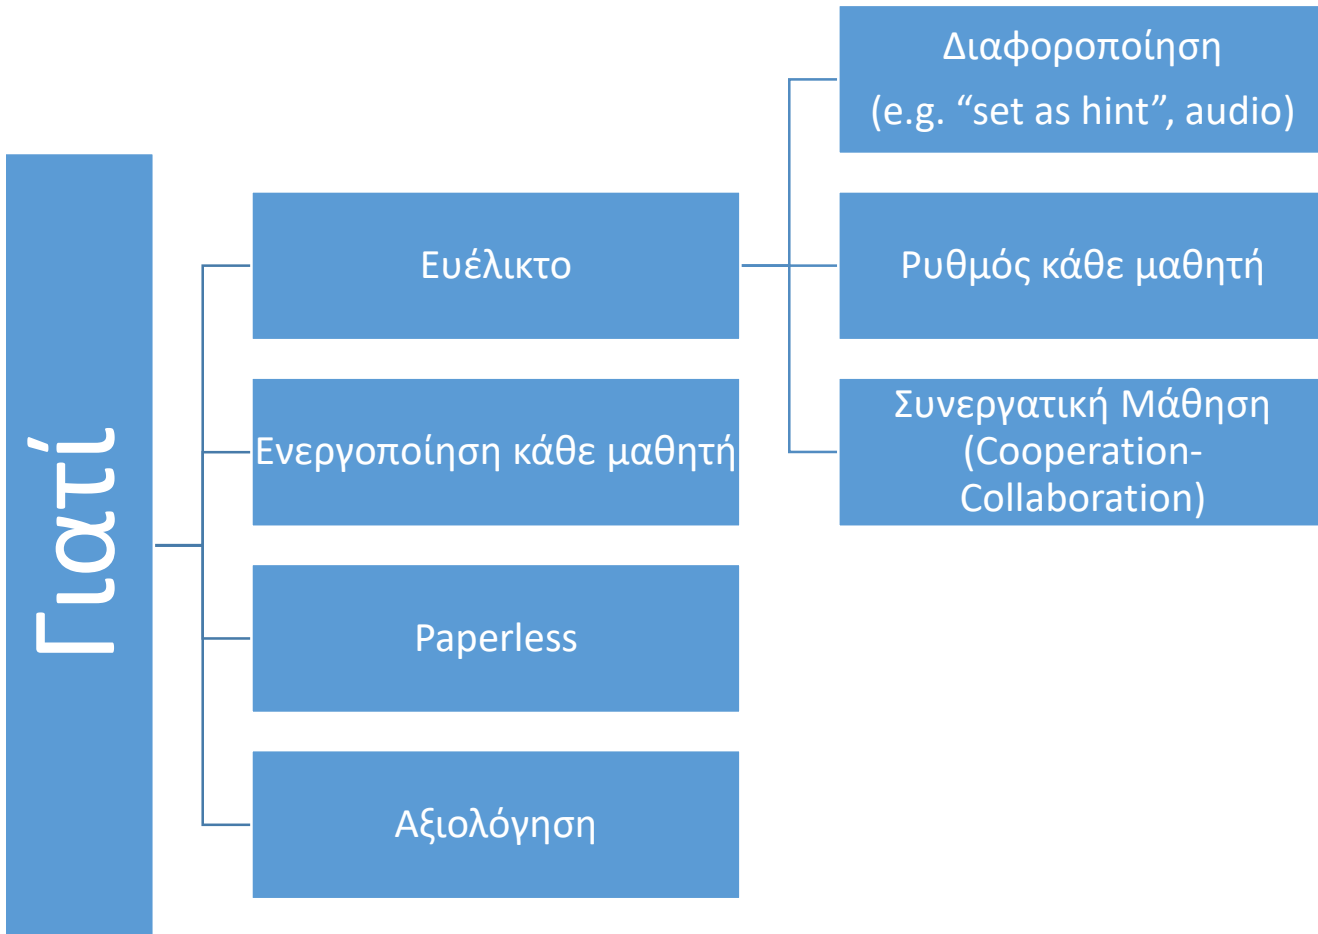 Γιατί
Ευέλικτο
Διαφοροποίηση
(e.g. “set as hint”, audio)
Ρυθμός κάθε μαθητή
Συνεργατική Μάθηση
(Cooperation-
Collaboration)
Ενεργοποίηση κάθε μαθητή
Paperless
Αξιολόγηση